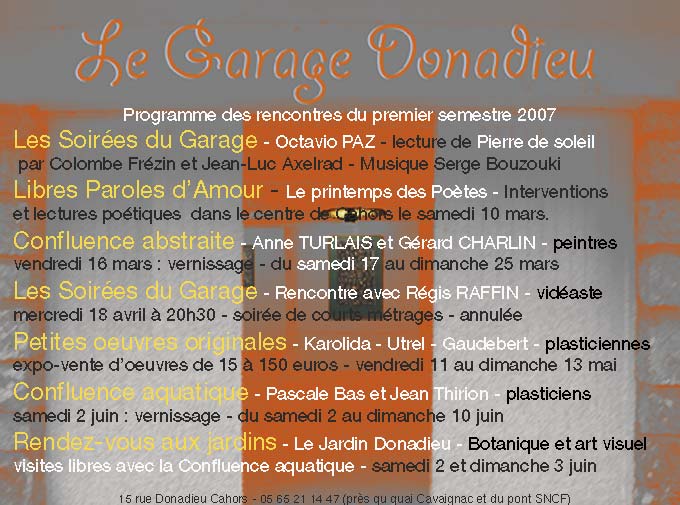 Le Garage Donadieu
Programme des rencontres du premier semestre 2007
Les Soirées du Garage - Octavio PAZ - lecture de Pierre de soleil
par Colombe Frézin et Jean-Luc Axelrad - Musique Serge Bouzouki
Libres Paroles d'Amour - Le printemps des Poètes - Interventions
et lectures poétiques dans le centre de Cahors le samedi 10 mars.
Confluence abstraite - Anne TURLAIS et Gérard CHARLIN - peintres
vendredi 16 mars : vernissage - du samedi 17 au dimanche 25 mars
Les Soirées du Garage - Rencontre avec Régis RAFFIN - vidéaste
mercredi 18 avril à 20h30 - soirée de courts métrages - annulée
Petites oeuvres originales - Karolida - Utrel - Gaudebert - plasticiennes
expo-vente d'oeuvres de 15 à 150 euros - vendredi 11 au dimanche 13 mai
Confluence aquatique - Pascale Bas et Jean Thirion - plasticiens
samedi 2 juin : vernissage - du samedi 2 au dimanche 10 juin
Rendez-vous aux jardins - Le Jardin Donadieu - Botanique et art visuel
visites libres avec la Confluence aquatique - samedi 2 et dimanche 3 juin
15 rue Donadieu Cahors - 05 65 21 14 47 (près qu quai Cavaignac et du pont SNCF)